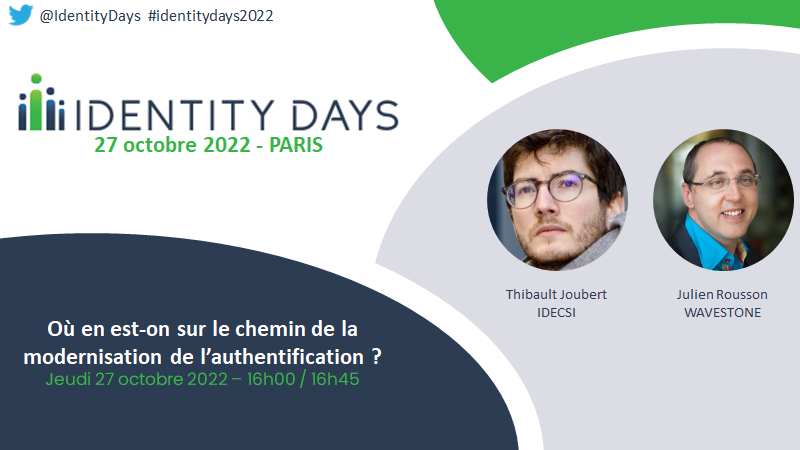 @IdentityDays #identitydays2022
IDENTITY DAYS
27 octobre 2022 - PARIS
Thibault Joubert
IDECSI
Julien Rousson
WAVESTONE
Où en est-on sur le chemin de la
modernisation de l’authentification ?
Jeudi 27 octobre 2022 – 16h00 / 16h45